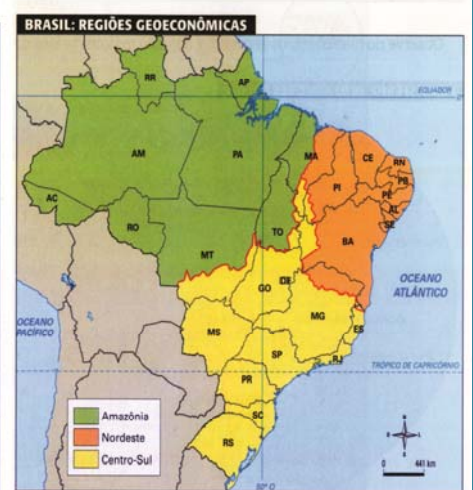 BRASIL: REGIÕES GEOECONÔMICAS
RR
AP
EQUADOR
AM
PA
MA
CE
RN
PB
PI
PE
AL
SE
AC
RO
TO
BA
MT
GO
DF
OCEANO
ATLÂNTICO
MG
OCEANO
PACÍFICO
MS
ES
SP
RJ
TRÓPICO DE CAPRICÓRNIO
PR
SC
RS
Amazônia
Nordeste
Centro-Sul
0 441 km
50° O